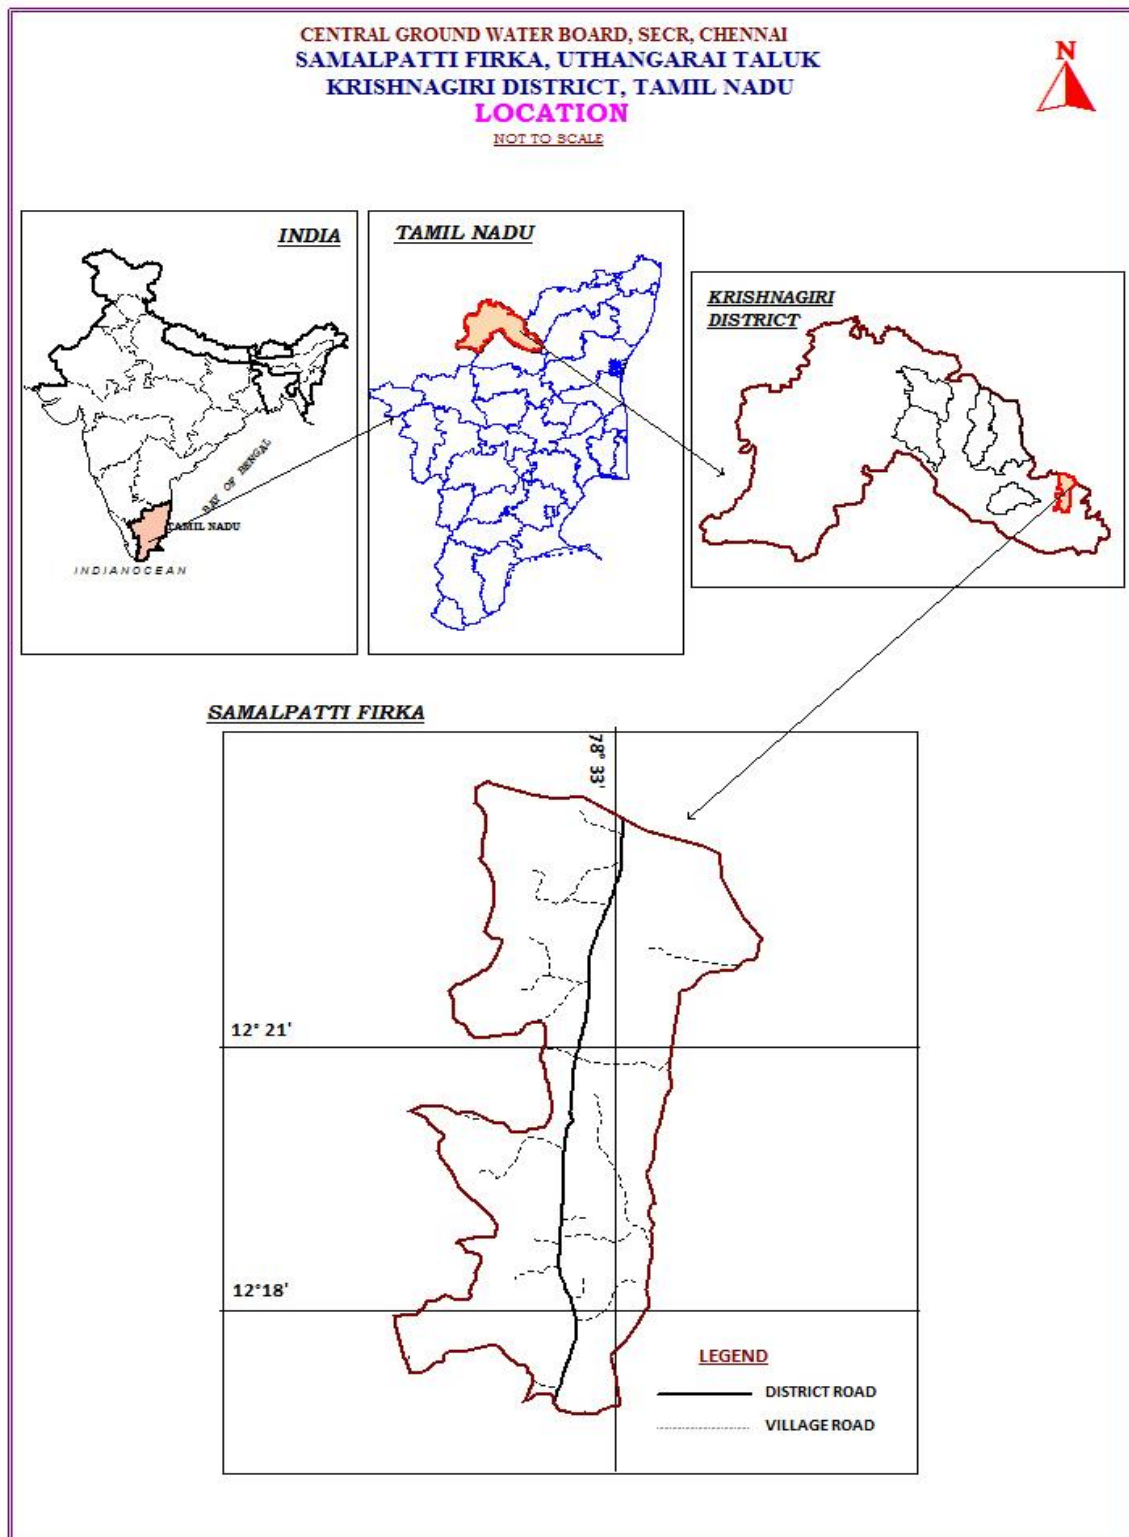 CENTRAL GROUND WATER BOARD, SECR, CHENNAI
SAMALPATTI FIRKA, UTHANGARAI TALUK
KRISHNAGIRI DISTRICT, TAMIL NADU
LOCATION
NOT TO SCALE
N
INDIA
BAY OF BENGAL
TAMIL NADU
INDIANOCEAN
TAMIL NADU
KRISHNAGIRI
DISTRICT
SAMALPATTI FIRKA
78° 33'
12° 21'
12°18'
LEGEND
DISTRICT ROAD
VILLAGE ROAD